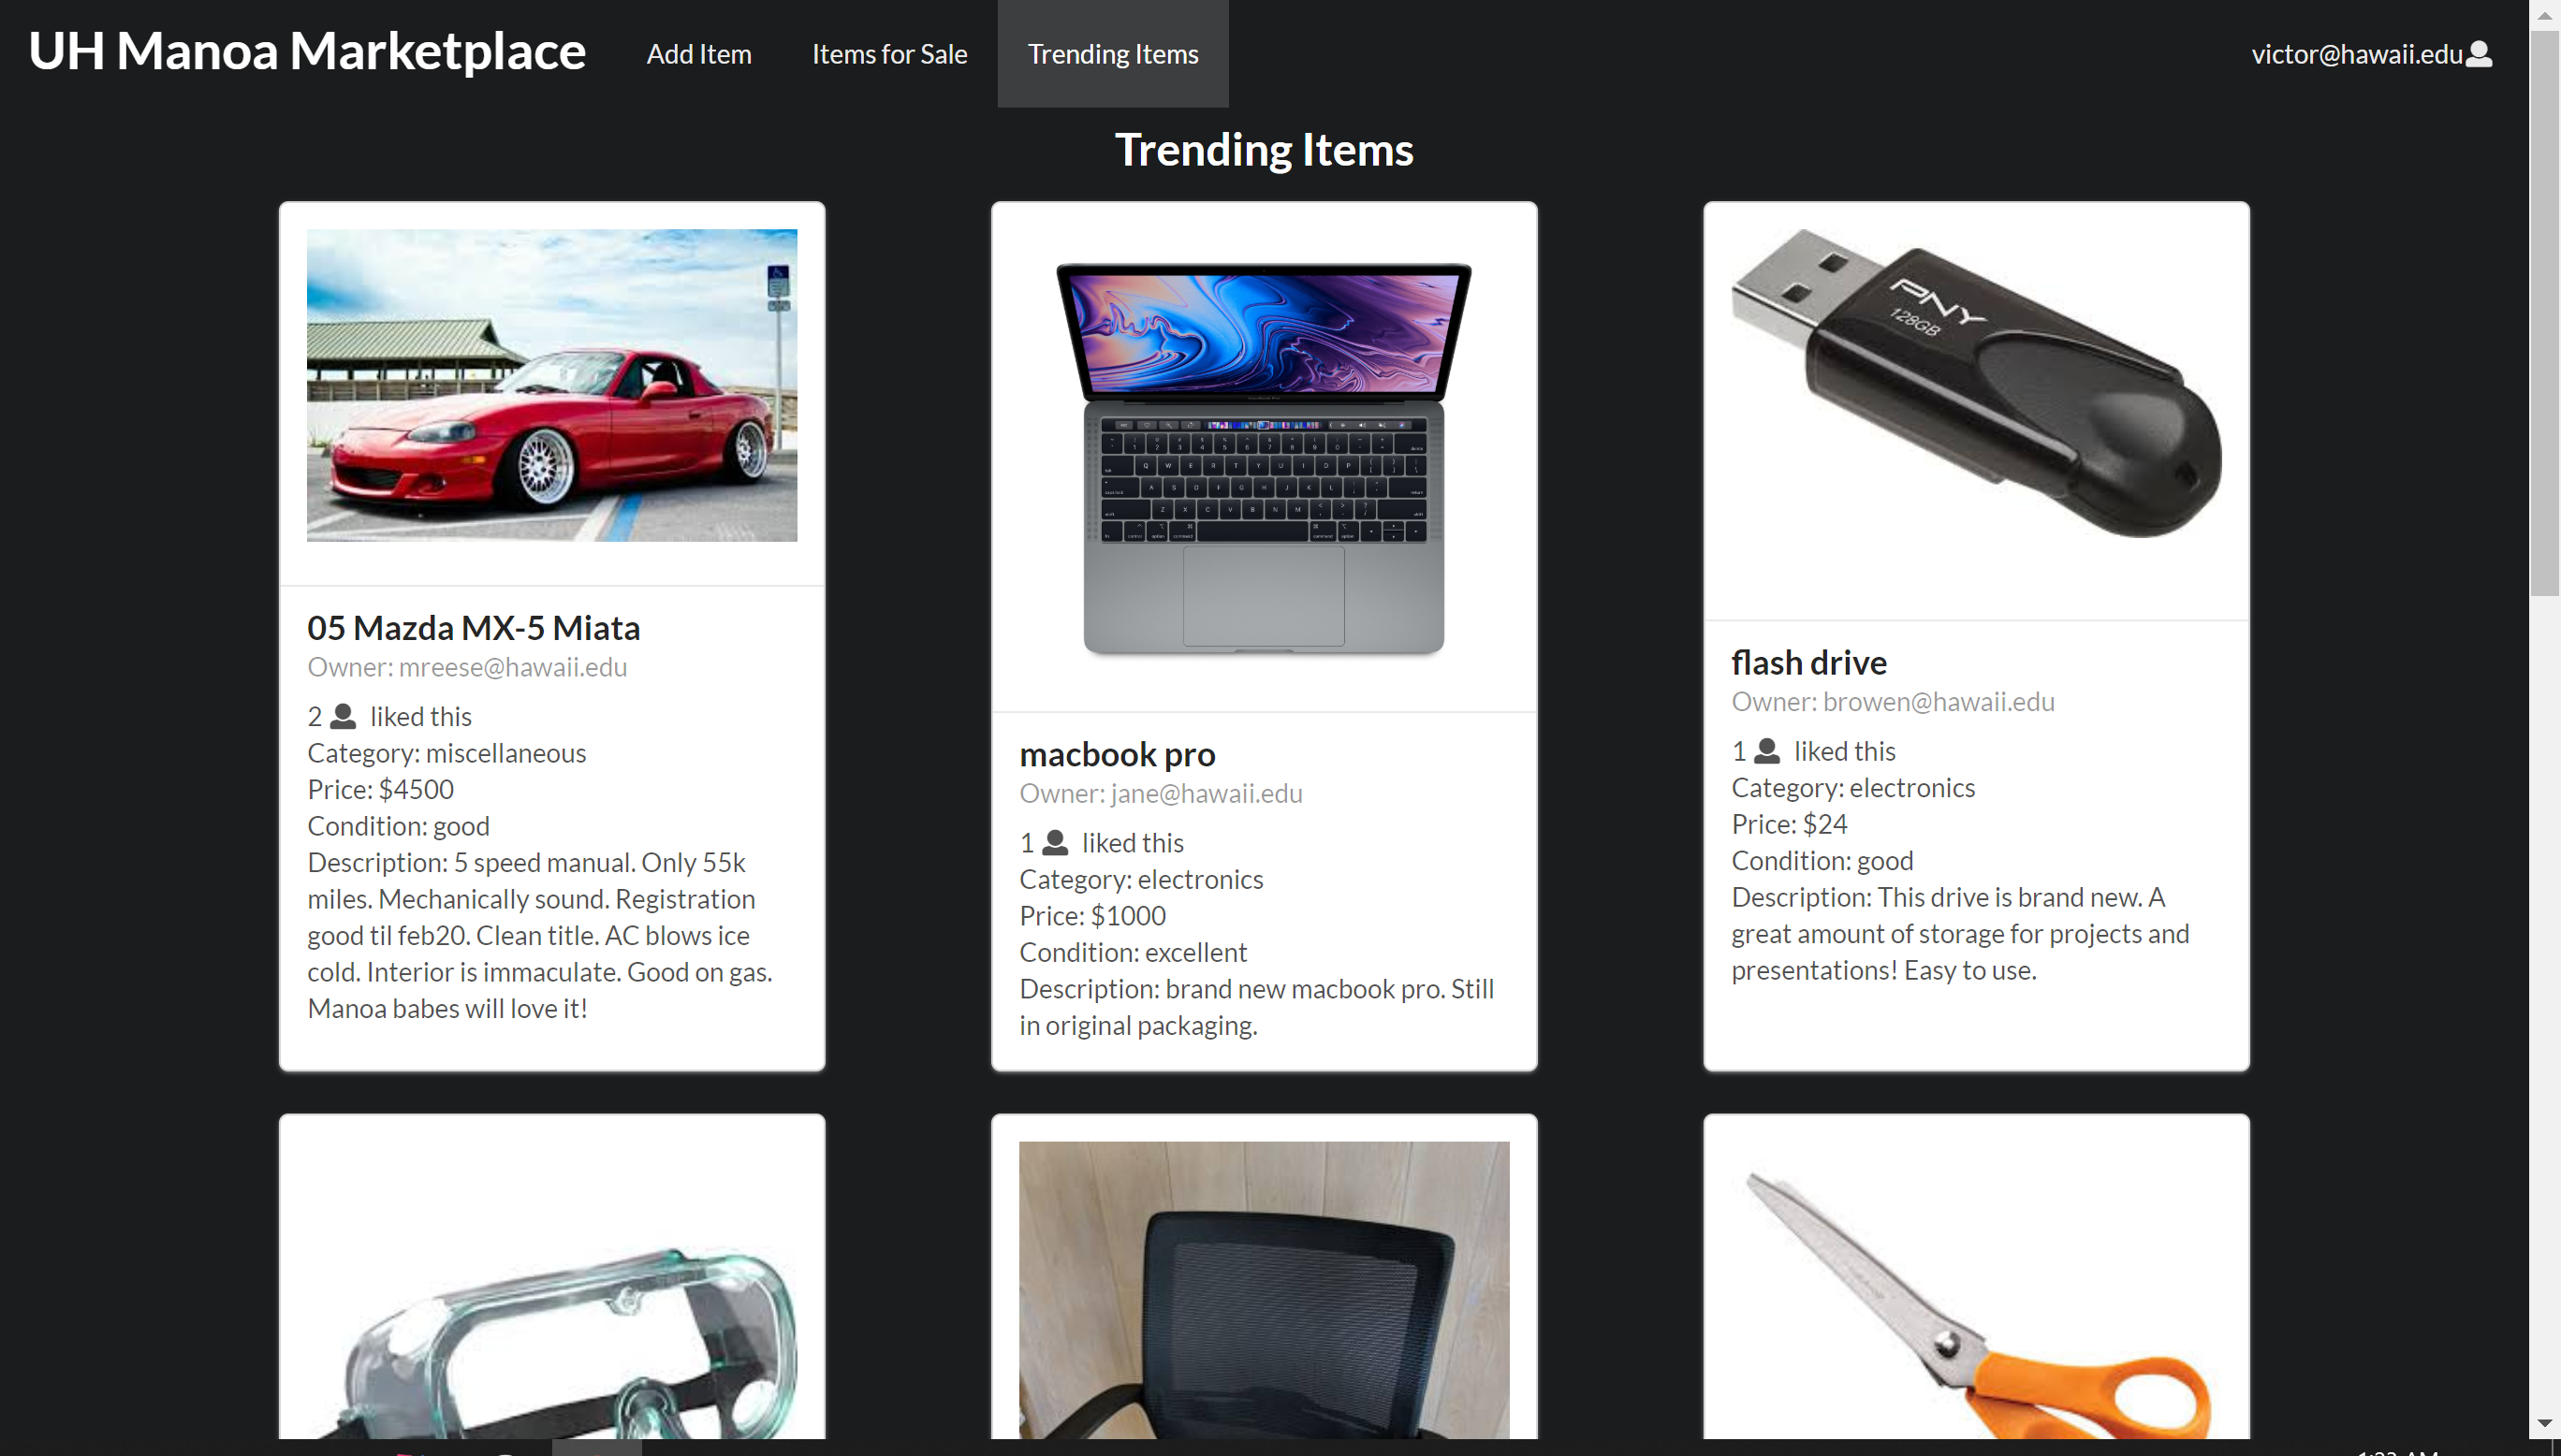 UH Manoa Marketplace
Add Item
Items for Sale
Trending Items
victor@hawaii.edu
Trending Items
05 Mazda MX-5 Miata
Owner: mreese@hawaii.edu
2 liked this
Category: miscellaneous
Price: $4500
Condition: good
Description: 5 speed manual. Only 55k
miles. Mechanically sound. Registration
good til feb20. Clean title. AC blows ice
cold. Interior is immaculate. Good on gas.
Manoa babes will love it!
macbook pro
Owner: jane@hawaii.edu
1 liked this
Category: electronics
Price: $1000
Condition: excellent
Description: brand new macbook pro. Still
in original packaging.
PNY
128GB
flash drive
Owner: browen@hawaii.edu
1 liked this
Category: electronics
Price: $24
Condition: good
Description: This drive is brand new. A
great amount of storage for projects and
presentations! Easy to use.